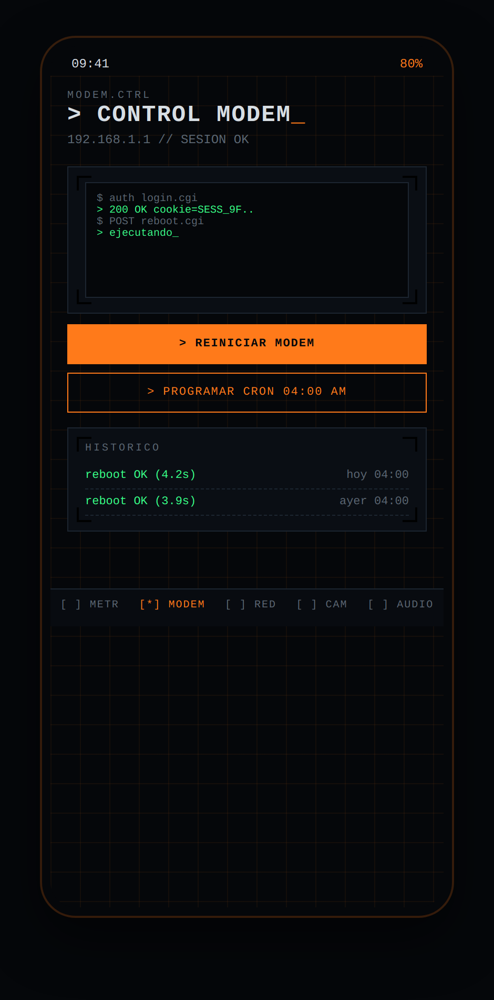 09:41 80%
MODEM.CTRL
> CONTROL MODEM_
192.168.1.1 // SESION OK
$ auth login.cgi
> 200 OK cookie=SESS_9F..
$ POST reboot.cgi
> ejecutando_
> REINICIAR MODEM
> PROGRAMAR CRON 04:00 AM
HISTORICO
reboot OK (4.2s) hoy 04:00
reboot OK (3.9s) ayer 04:00
[ ] METR [*] MODEM [ ] RED [ ] CAM [ ] AUDIO